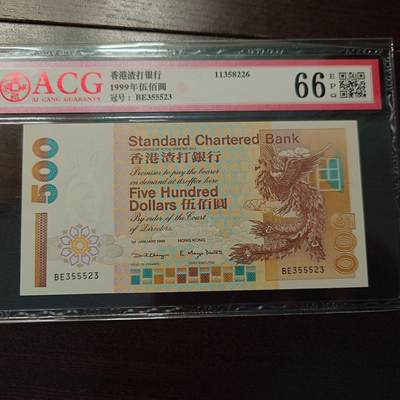 ACG
AI CANG GUARANTY
香港渣打银行
1999年伍佰圆
冠号：BE355523
11358226
66
EPQ
500
Standard Chartered Bank
香港渣打銀行
Promises to pay the bearer
on demand at its office here
Five Hundred
Dollars 伍佰圓
By order of the Court
of Directors.
1st JANUARY 1999 HONG KONG
BE355523
BE355523
500